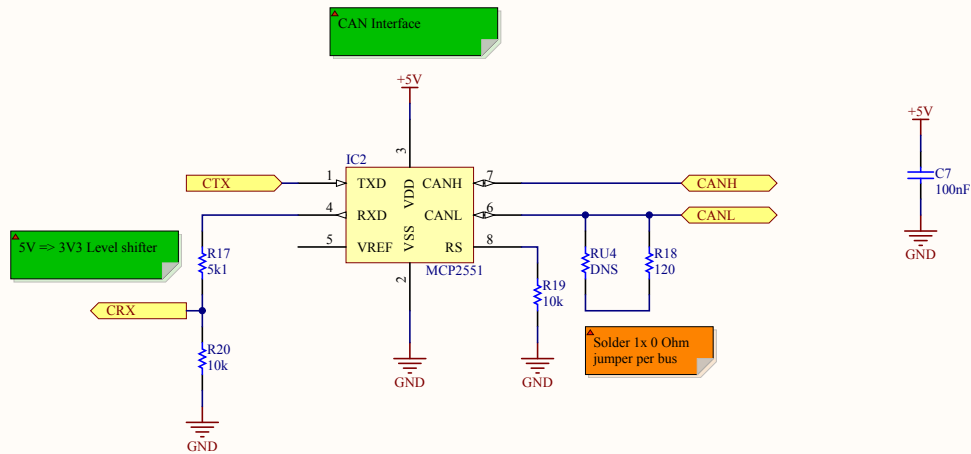 CAN Interface
+5V
+5V
IC2
3
1
TXD
VDD
CANH
7
CTX
CANH
4
RXD
CANL
6
CANL
5
VREF
VSS
RS
8
MCP2551
2
C7
100nF
GND
5V => 3V3 Level shifter
R17
5k1
RU4
DNS
R18
120
R19
10k
CRX
R20
10k
Solder 1x 0 Ohm
jumper per bus
GND
GND
GND